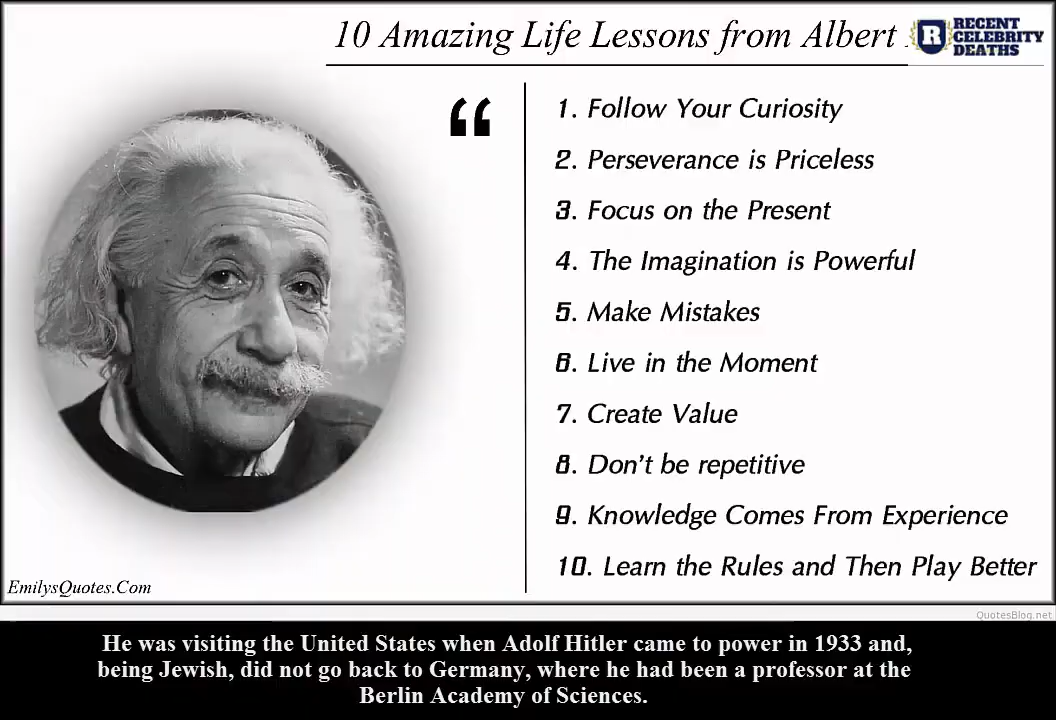 10 Amazing Life Lessons from Albert
R RECENT
CELEBRITY
DEATHS
“
1. Follow Your Curiosity
2. Perseverance is Priceless
3. Focus on the Present
4. The Imagination is Powerful
5. Make Mistakes
6. Live in the Moment
7. Create Value
8. Don’t be repetitive
9. Knowledge Comes From Experience
10. Learn the Rules and Then Play Better
EmilysQuotes.Com
QuotesBlog.net
He was visiting the United States when Adolf Hitler came to power in 1933 and,
being Jewish, did not go back to Germany, where he had been a professor at the
Berlin Academy of Sciences.